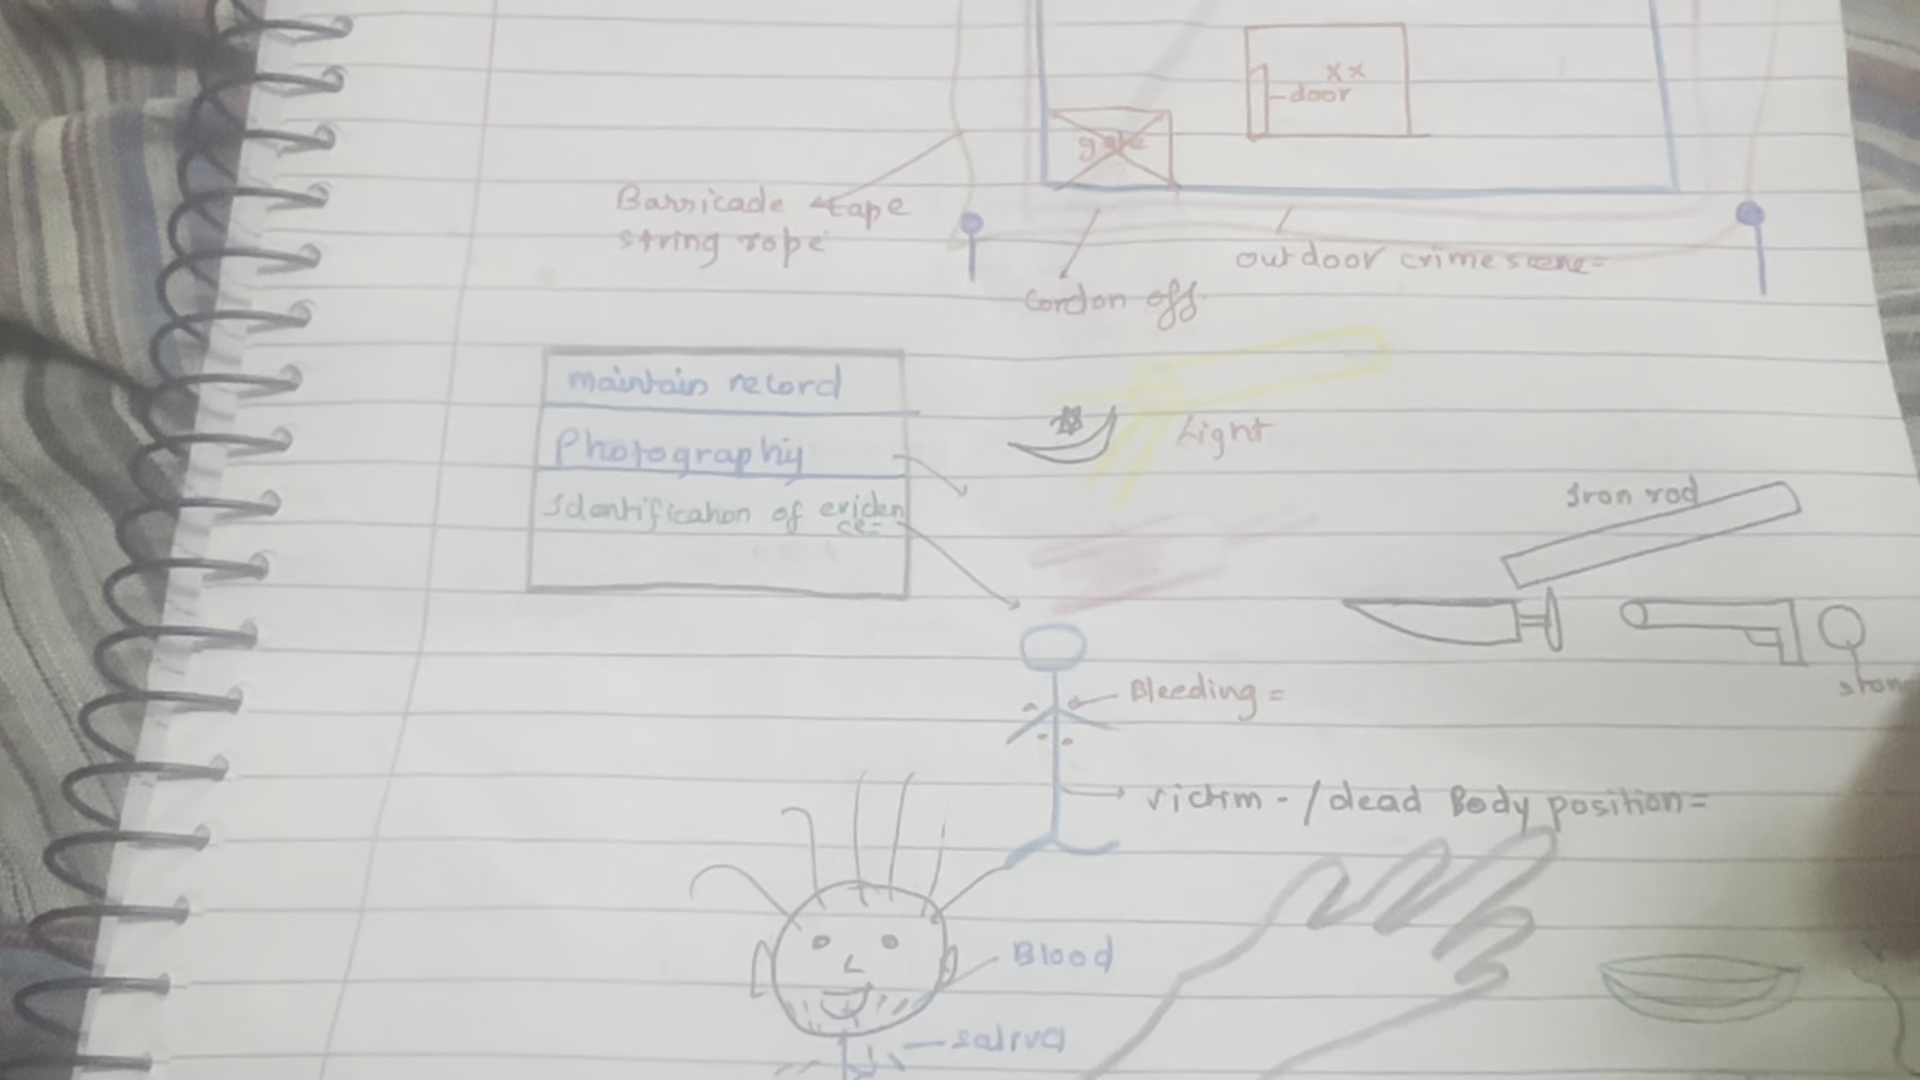 xx
door
gate
Barricade tape
string rope
outdoor crime scene=
Cordon off
maintain record
Photography
Light
Identification of eviden
ce=
Iron rod
Bleeding =
victim - / dead Body position=
Blood
saliva